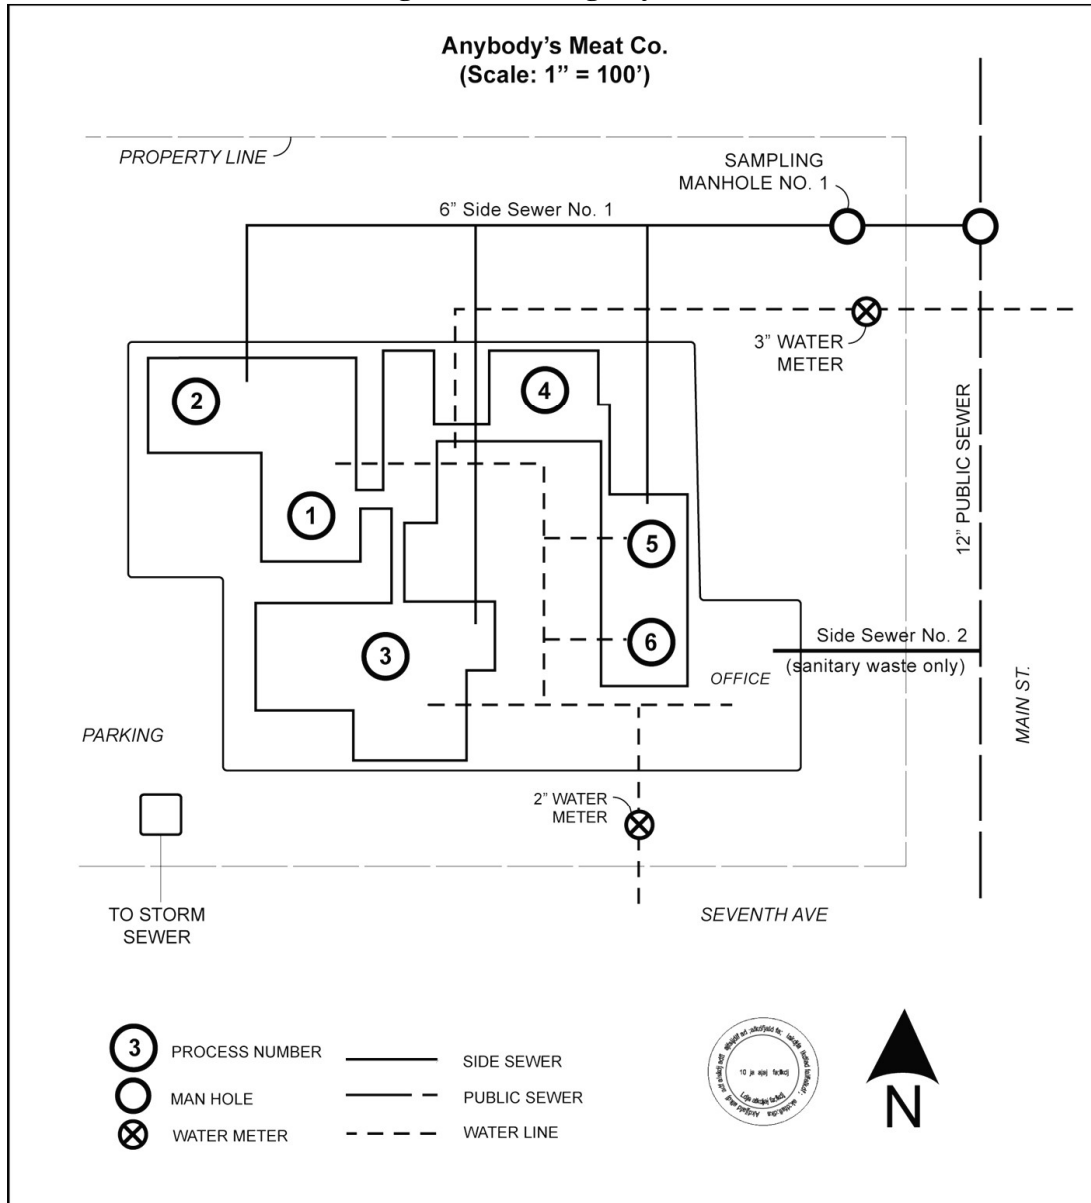 Anybody’s Meat Co.
(Scale: 1” = 100’)
PROPERTY LINE
SAMPLING
MANHOLE NO. 1
6” Side Sewer No. 1
3” WATER
METER
2
4
1
5
12” PUBLIC SEWER
6
3
Side Sewer No. 2
(sanitary waste only)
OFFICE
MAIN ST.
PARKING
2” WATER
METER
TO STORM
SEWER
SEVENTH AVE
3 PROCESS NUMBER
SIDE SEWER
MAN HOLE
PUBLIC SEWER
WATER METER
WATER LINE
N